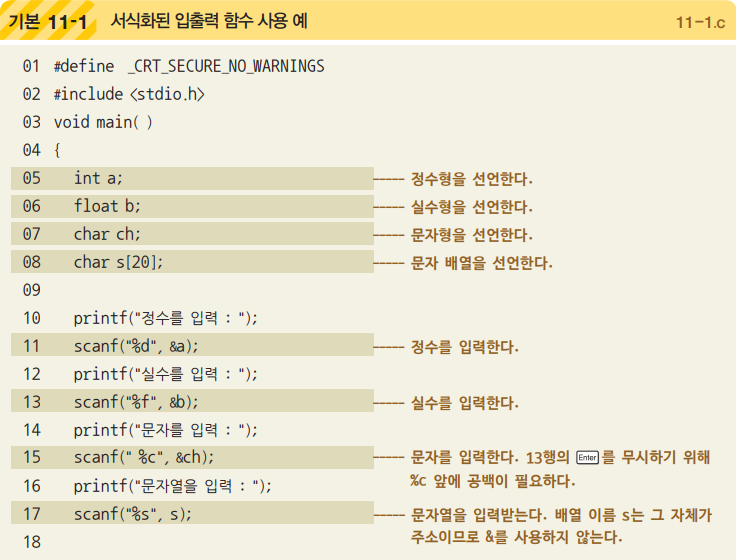 기본 11-1 서식화된 입출력 함수 사용 예 11-1.c
01 #define _CRT_SECURE_NO_WARNINGS
02 #include <stdio.h>
03 void main( )
04 {
05 int a; ----- 정수형을 선언한다.
06 float b; ----- 실수형을 선언한다.
07 char ch; ----- 문자형을 선언한다.
08 char s[20]; ----- 문자 배열을 선언한다.
09
10 printf("정수를 입력 : ");
11 scanf("%d", &a); ----- 정수를 입력한다.
12 printf("실수를 입력 : ");
13 scanf("%f", &b); ----- 실수를 입력한다.
14 printf("문자를 입력 : ");
15 scanf(" %c", &ch); ----- 문자를 입력한다. 13행의 Enter 를 무시하기 위해
%c 앞에 공백이 필요하다.
16 printf("문자열을 입력 : ");
17 scanf("%s", s); ----- 문자열을 입력받는다. 배열 이름 s는 그 자체가
주소이므로 &를 사용하지 않는다.
18